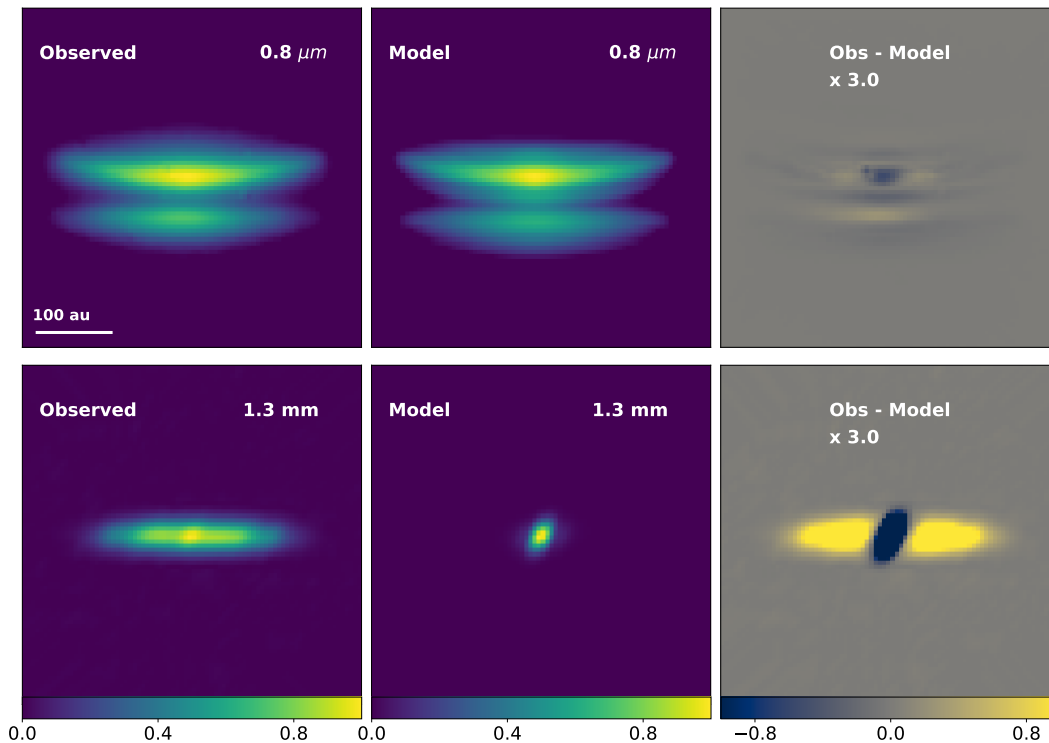 Observed 0.8 μm
Model 0.8 μm
Obs - Model
x 3.0
100 au
Observed 1.3 mm
Model 1.3 mm
Obs - Model
x 3.0
0.0 0.4 0.8
0.0 0.4 0.8
−0.8 0.0 0.8